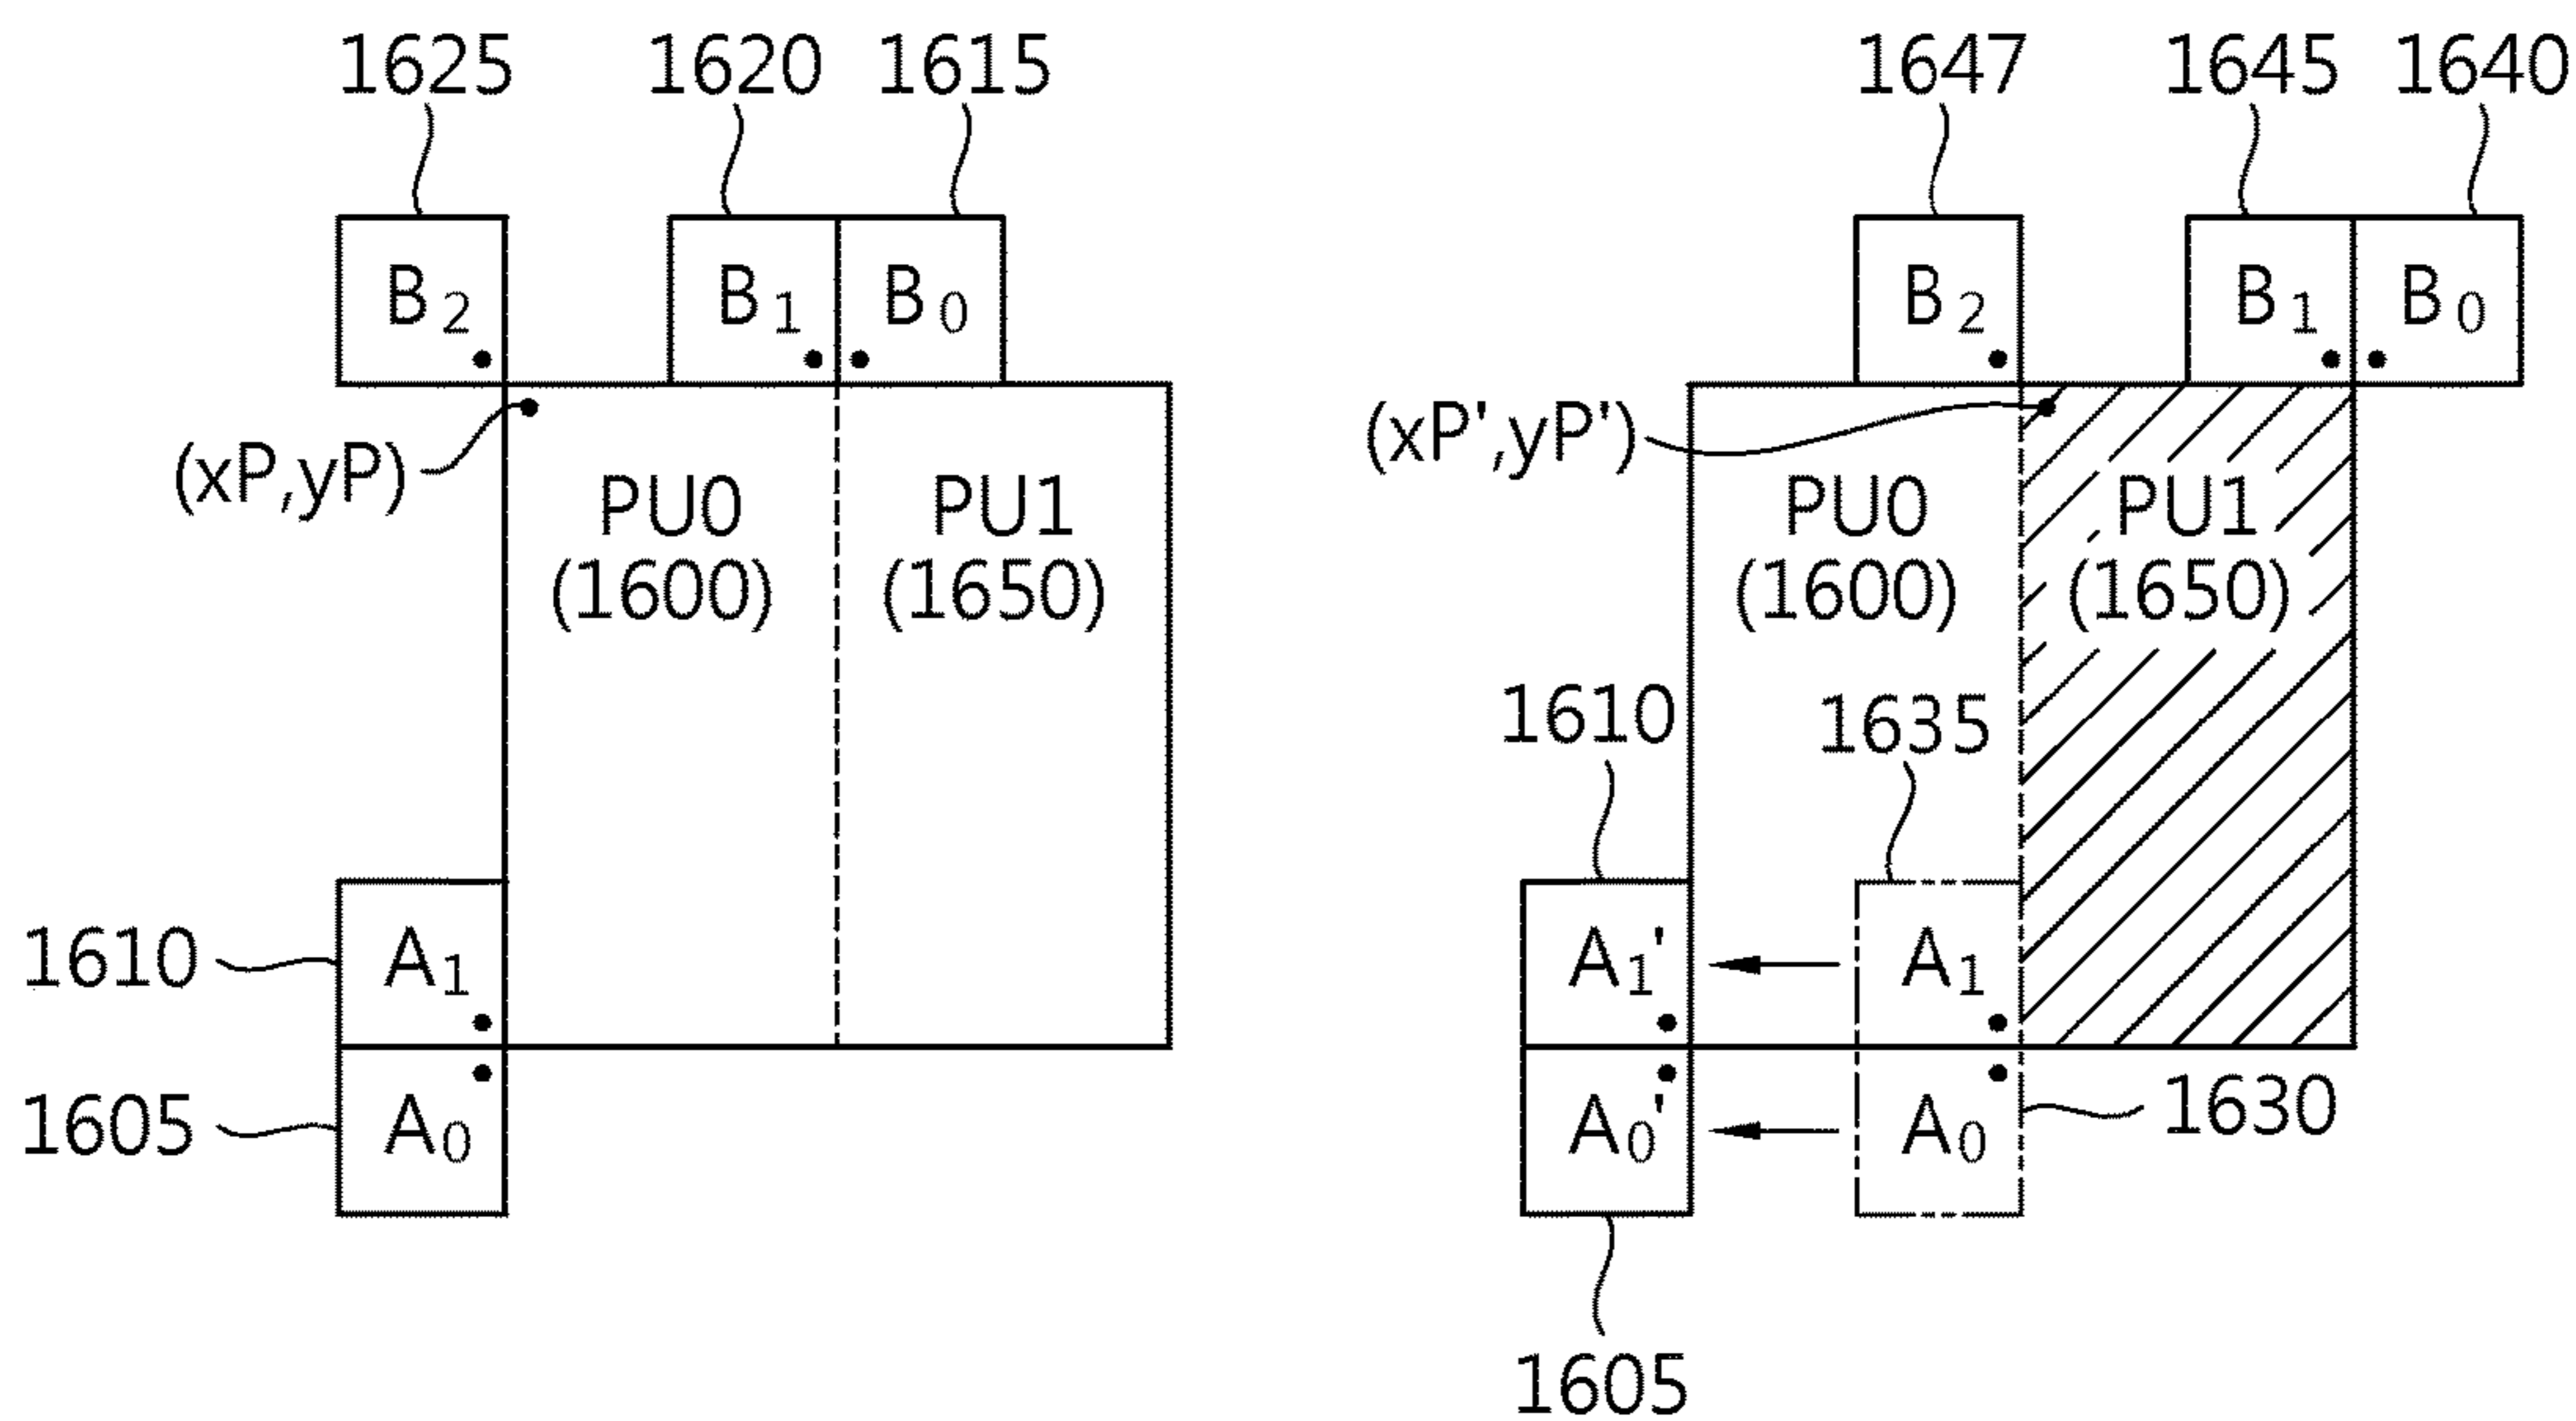 1625 1620 1615
B2 B1 B0
(xP,yP)
PU0 PU1
(1600) (1650)
1610 A1
1605 A0
1647 1645 1640
B2 B1 B0
(xP',yP')
PU0 PU1
(1600) (1650)
1610 1635
A1' A1
A0' A0 1630
1605